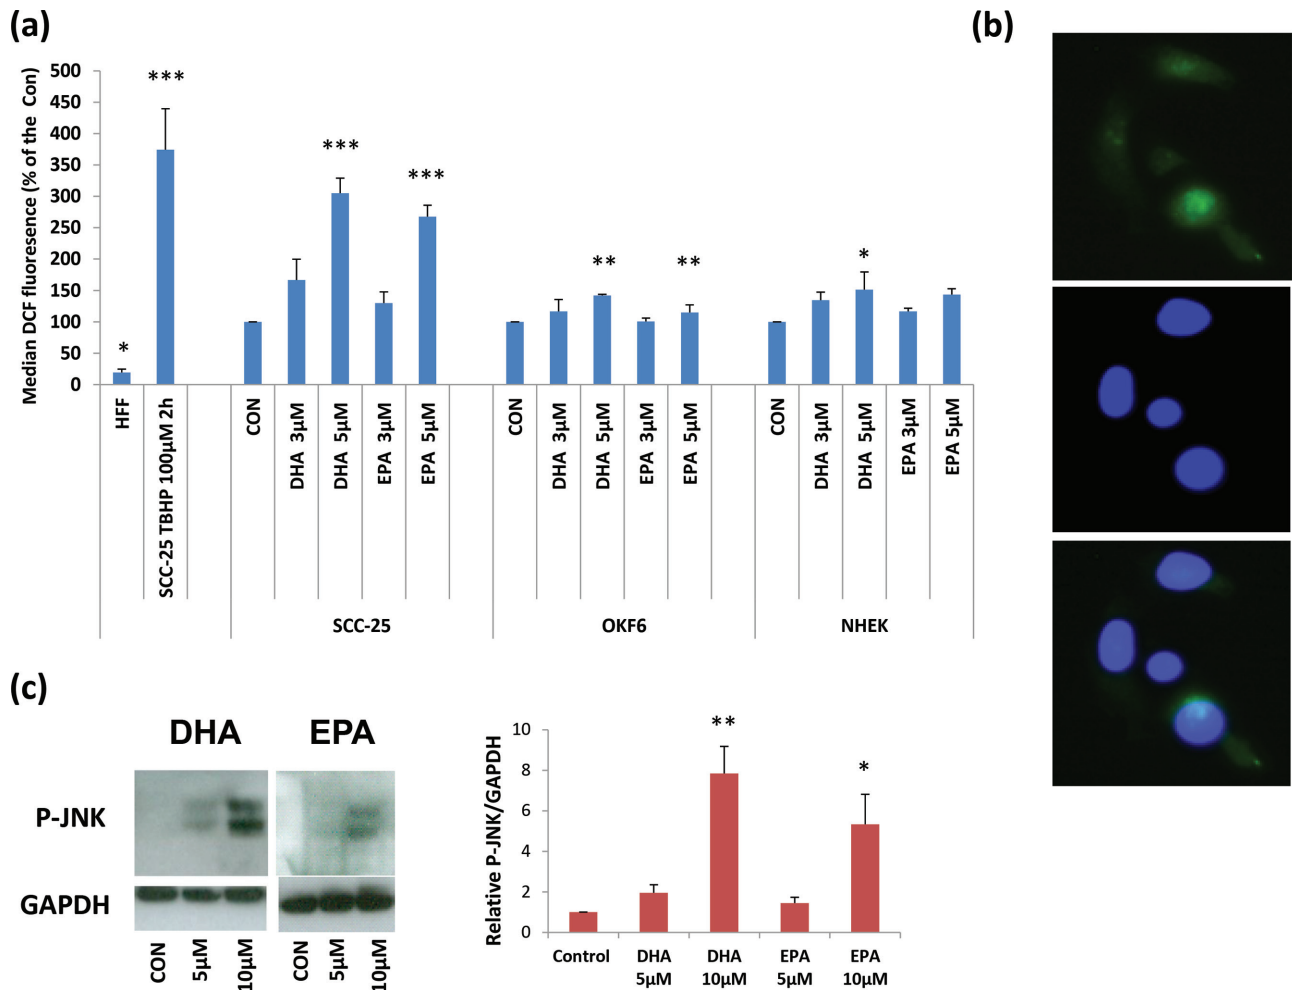 (a)
Median DCF fluoresence (% of the Con)
500
450
400
350
300
250
200
150
100
50
0
*
***
***
***
**
**
*
HFF
SCC-25 TBHP 100µM 2h
CON
DHA 3µM
DHA 5µM
EPA 3µM
EPA 5µM
CON
DHA 3µM
DHA 5µM
EPA 3µM
EPA 5µM
CON
DHA 3µM
DHA 5µM
EPA 3µM
EPA 5µM
SCC-25
OKF6
NHEK
(b)
(c)
DHA
EPA
P-JNK
GAPDH
CON
5µM
10µM
CON
5µM
10µM
Relative P-JNK/GAPDH
10
8
6
4
2
0
**
*
Control
DHA
5µM
DHA
10µM
EPA
5µM
EPA
10µM